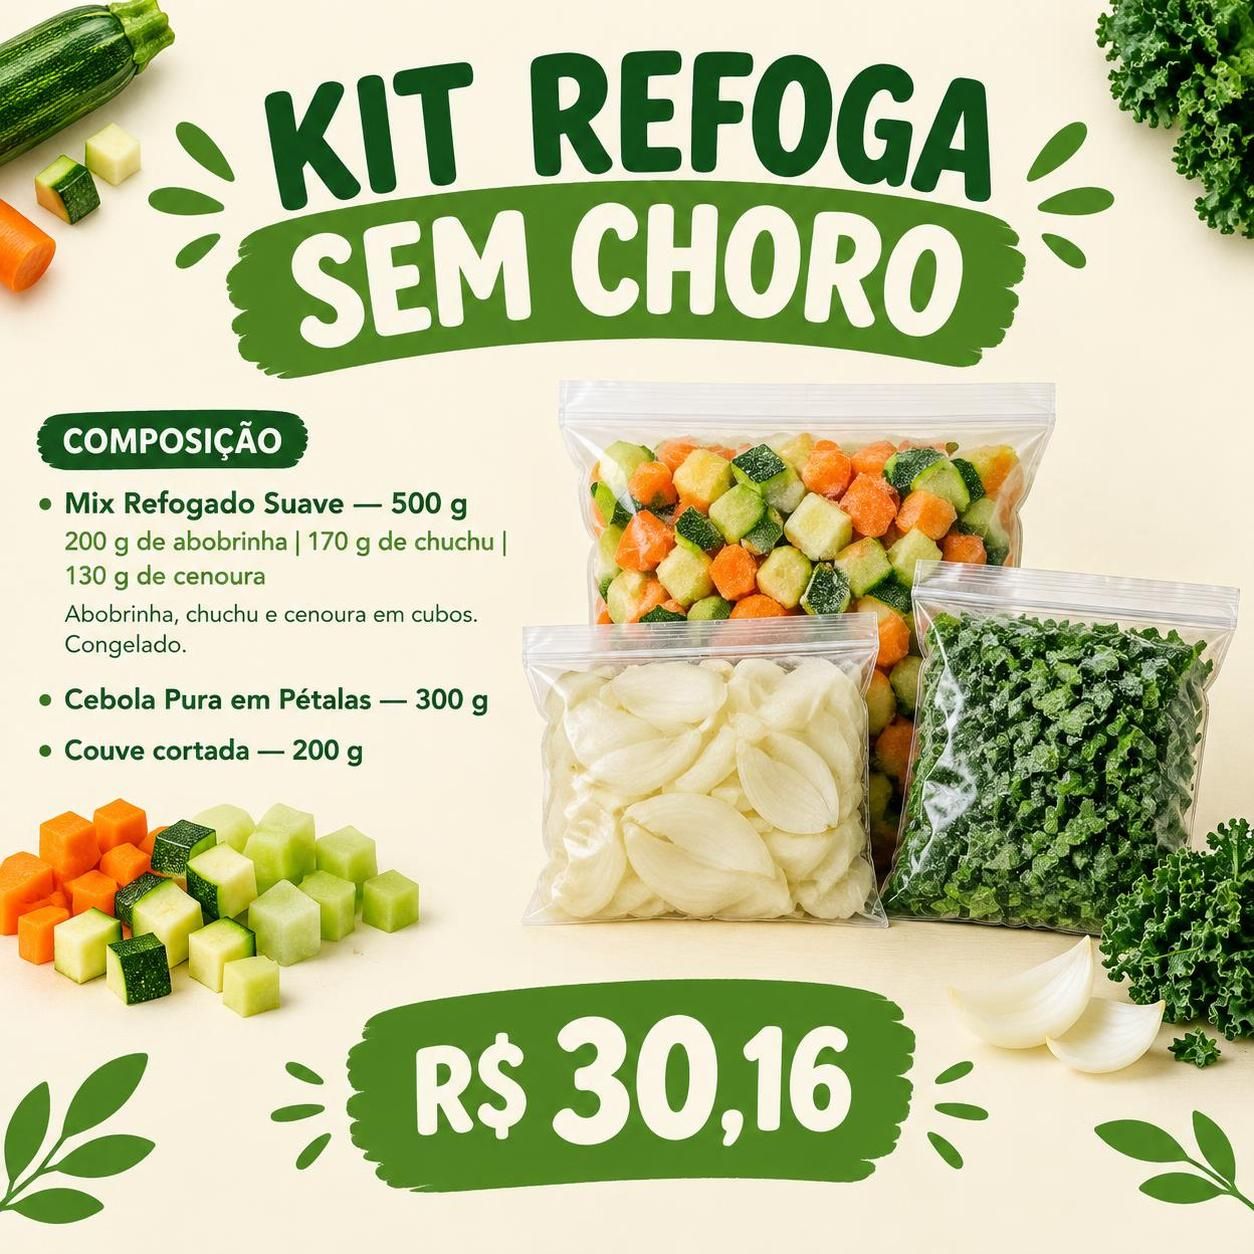 KIT REFOGA
SEM CHORO
COMPOSIÇÃO
• Mix Refogado Suave — 500 g
200 g de abobrinha | 170 g de chuchu |
130 g de cenoura
Abobrinha, chuchu e cenoura em cubos.
Congelado.
• Cebola Pura em Pétalas — 300 g
• Couve cortada — 200 g
R$ 30,16